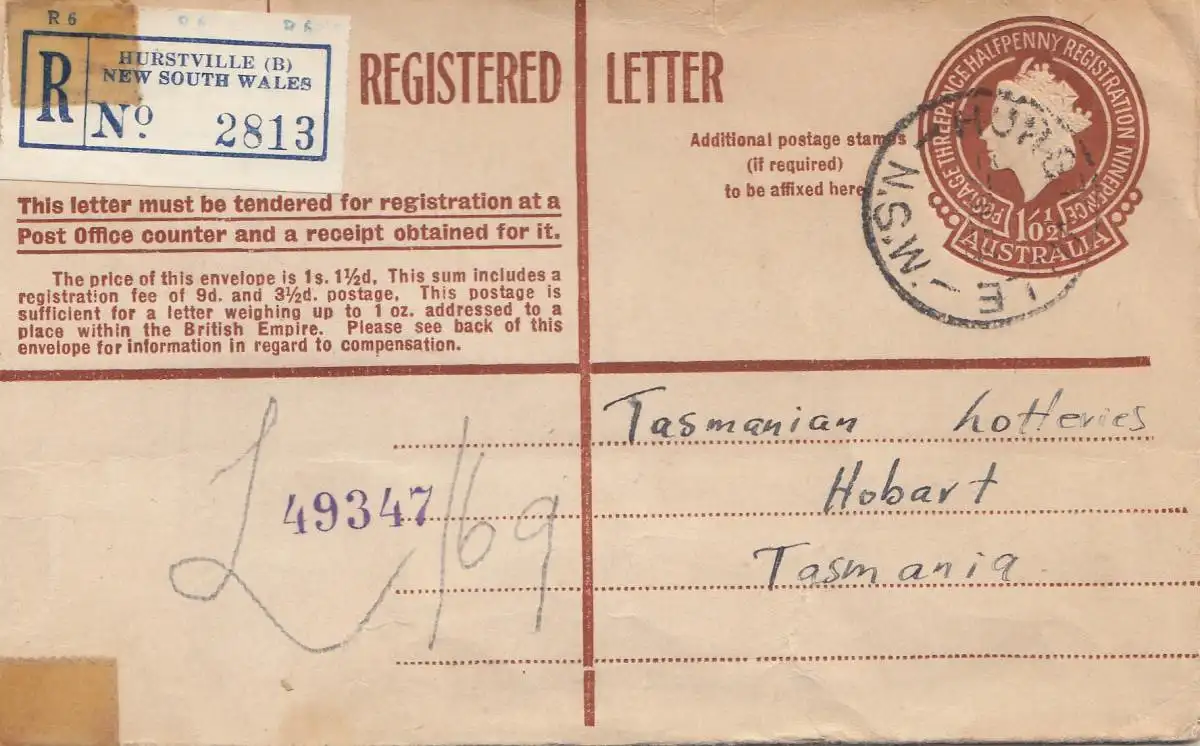 R 6 R 6 R 6
R
HURSTVILLE (B)
NEW SOUTH WALES
No. 2813
REGISTERED LETTER
POSTAGE THREEPENCE HALFPENNY REGISTRATION NINEPENCE
1/0½
AUSTRALIA
N.S.W
Additional postage stamps
(if required)
to be affixed here
This letter must be tendered for registration at a
Post Office counter and a receipt obtained for it.
The price of this envelope is 1s. 1½d. This sum includes a
registration fee of 9d. and 3½d. postage. This postage is
sufficient for a letter weighing up to 1 oz. addressed to a
place within the British Empire. Please see back of this
envelope for information in regard to compensation.
Tasmanian Lotteries
Hobart
Tasmania
49347
L/69